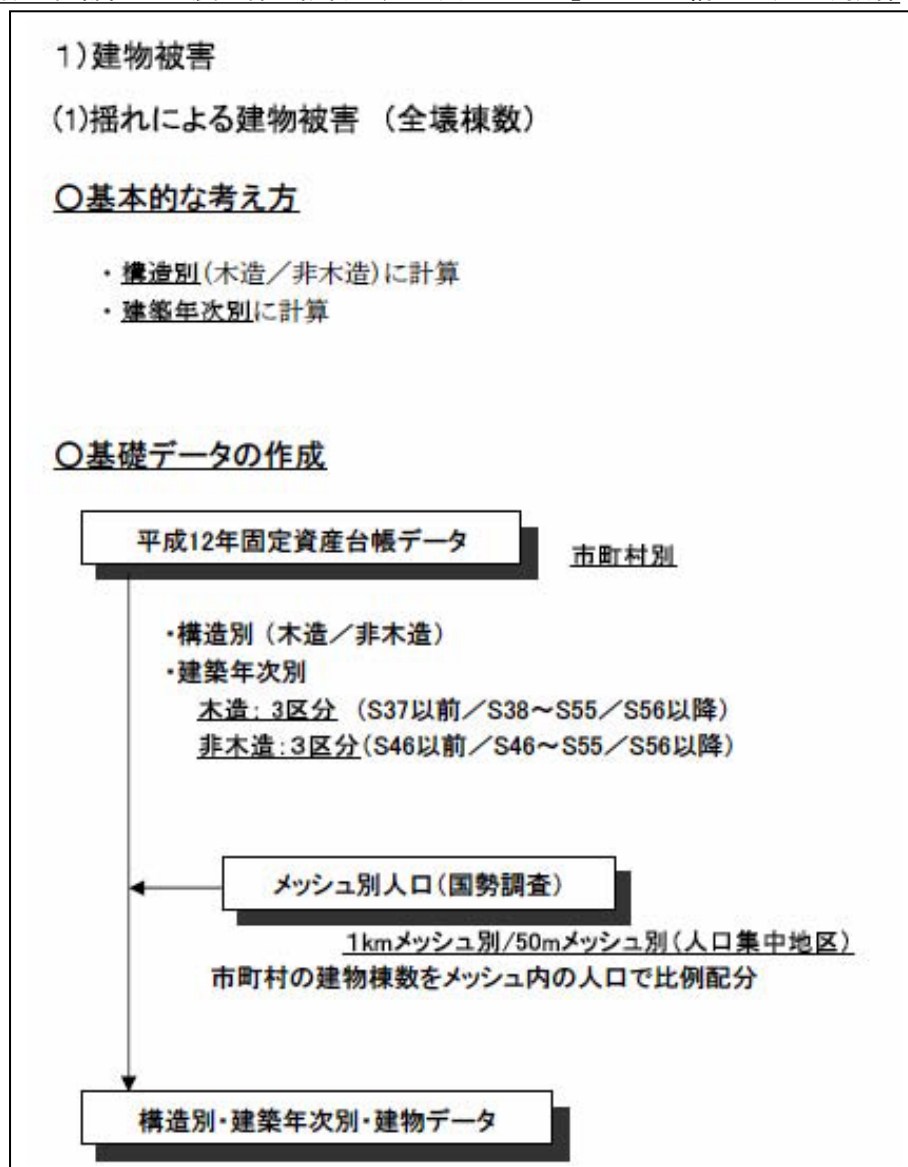 1)建物被害
(1)揺れによる建物被害 (全壊棟数)
○基本的な考え方
・構造別(木造/非木造)に計算
・建築年次別に計算
○基礎データの作成
平成12年固定資産台帳データ
市町村別
・構造別 (木造/非木造)
・建築年次別
木造: 3区分 (S37以前/S38～S55/S56以降)
非木造:3区分(S46以前/S46～S55/S56以降)
メッシュ別人口(国勢調査)
1kmメッシュ別/50mメッシュ別(人口集中地区)
市町村の建物棟数をメッシュ内の人口で比例配分
構造別・建築年次別・建物データ